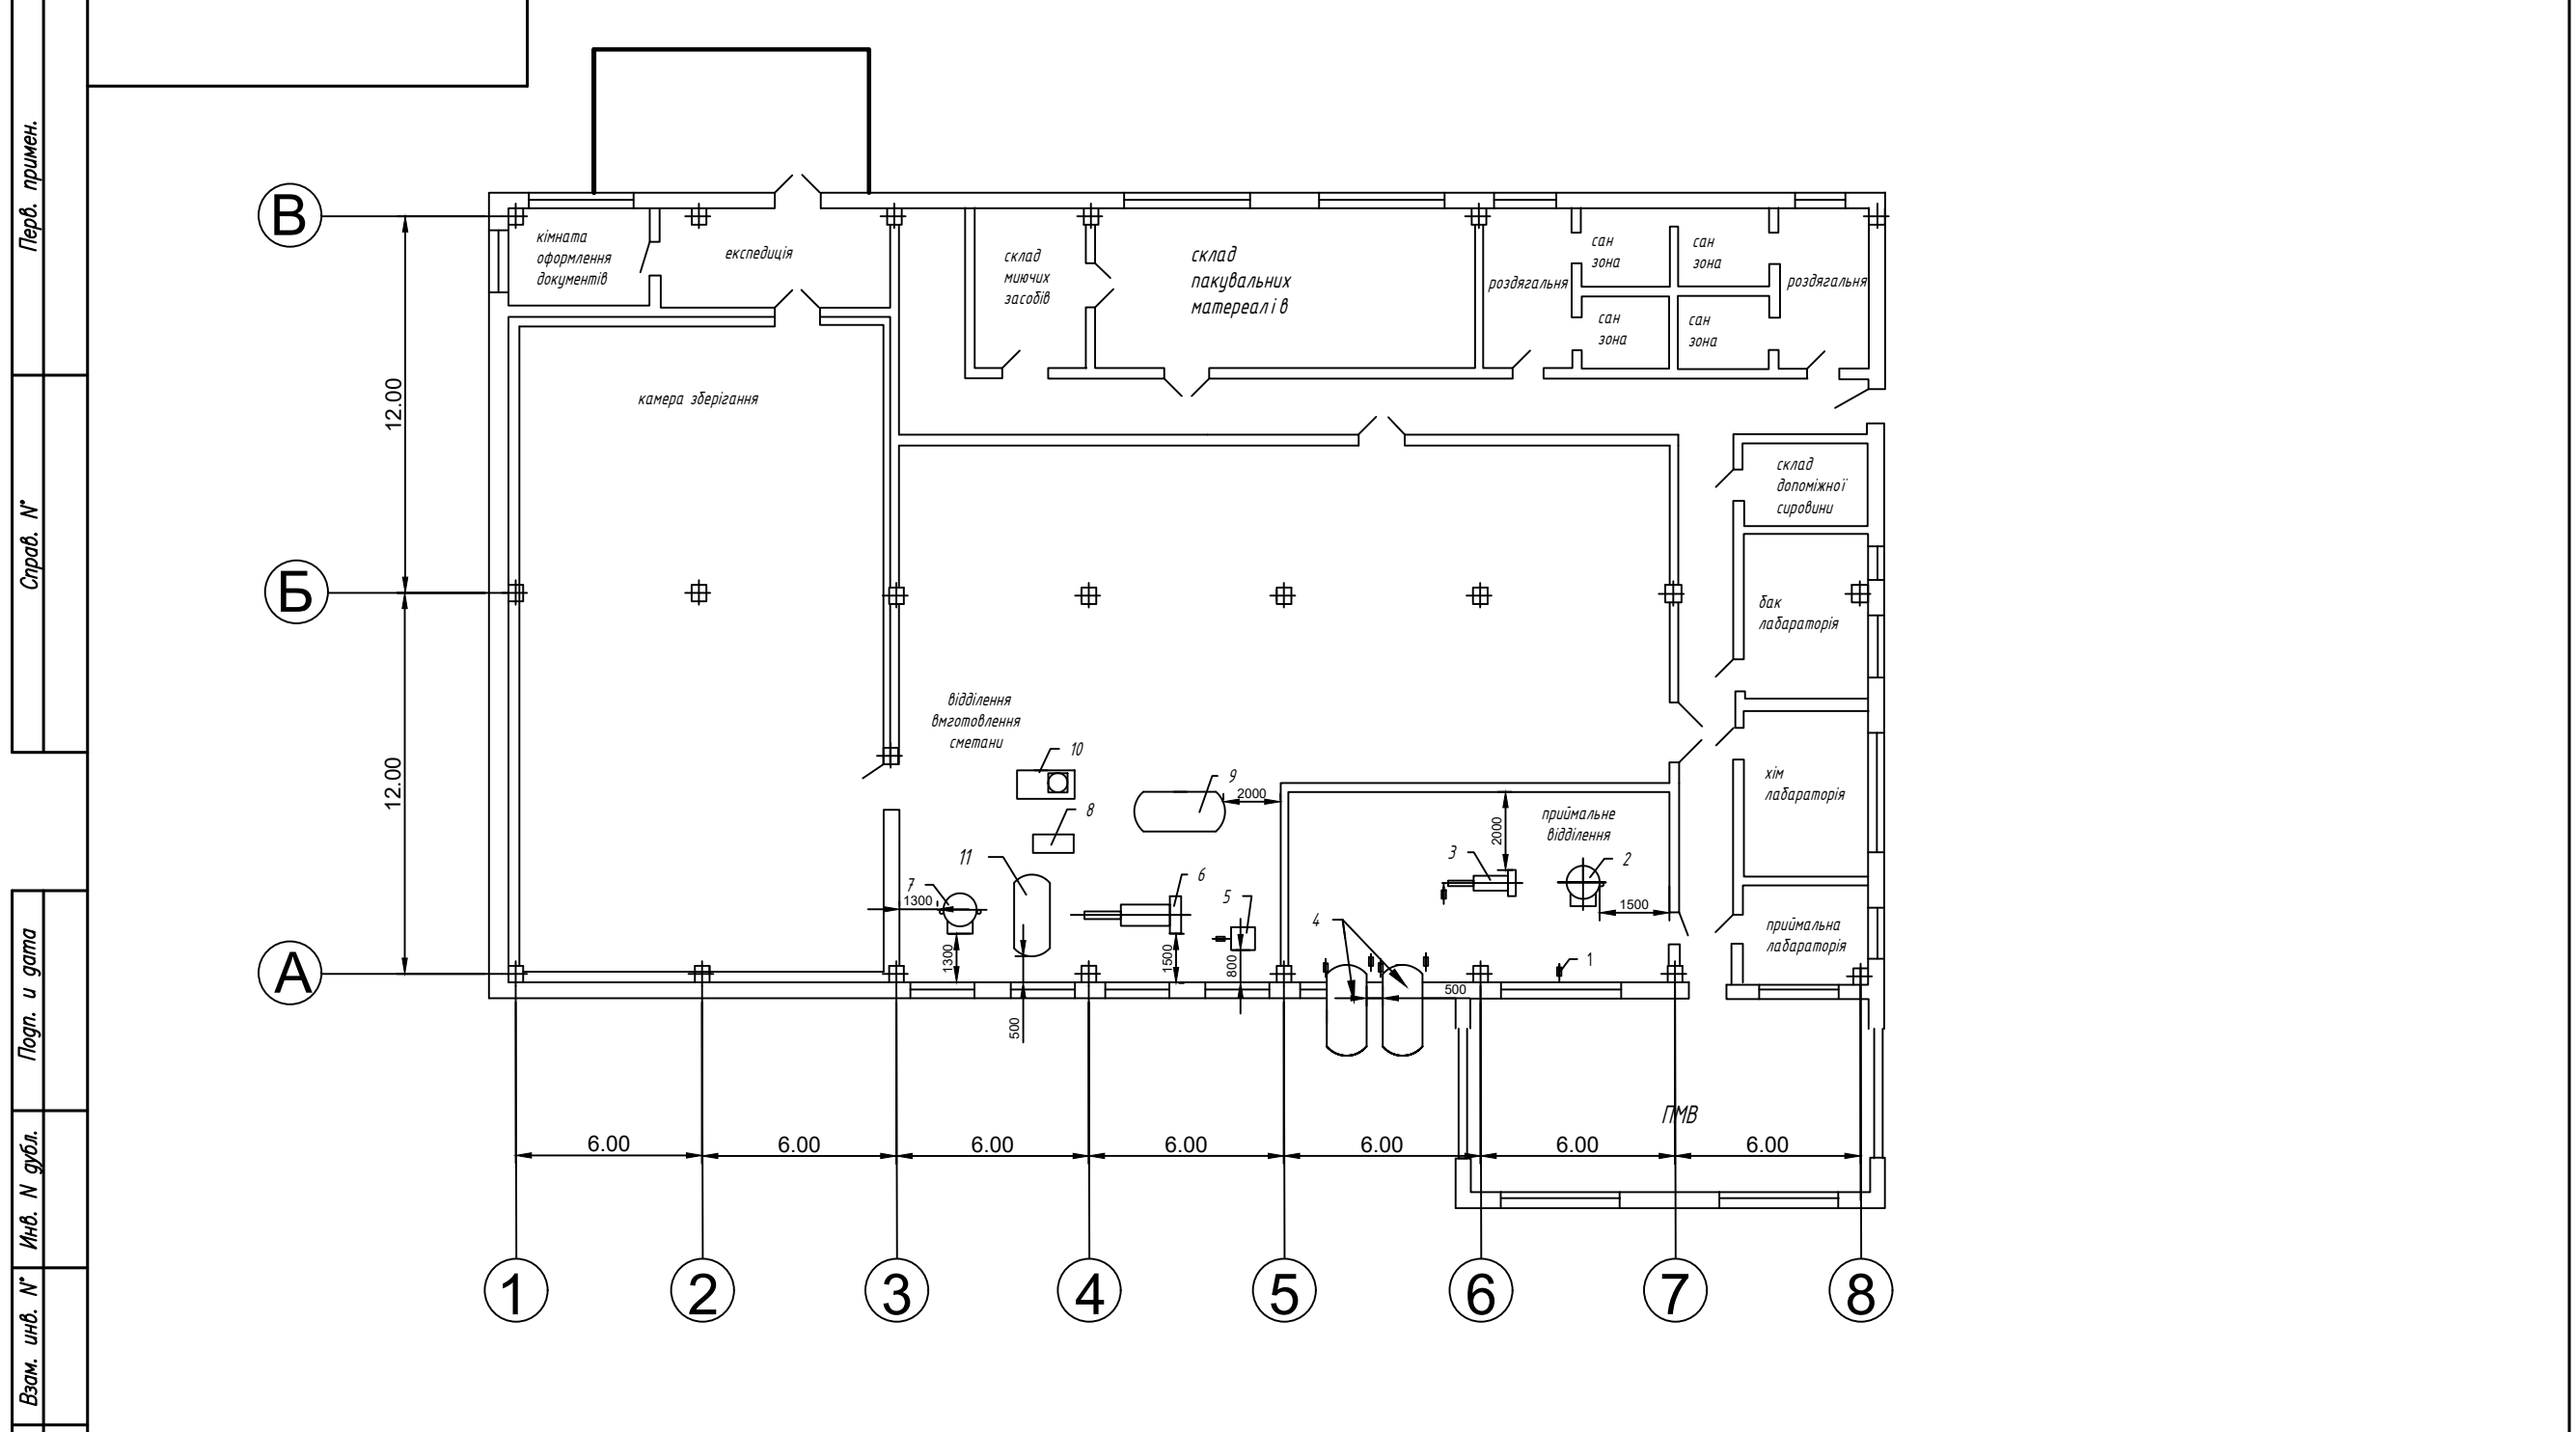 Перв. примен.
Справ. N°
Подп. и дата
Инв. N дубл.
Взам. инв. N°
В
Б
А
12.00
12.00
кімната
оформлення
документів
експедиція
склад
миючих
засобів
склад
пакувальних
матереалів
роздягальня
сан
зона
сан
зона
сан
зона
сан
зона
роздягальня
камера зберігання
склад
допоміжної
сировини
бак
лабараторія
хім
лабараторія
приймальна
лабараторія
відділення
вмготовлення
сметани
приймальне
відділення
10
9
2000
8
11
7
1300
1300
6
1500
5
800
500
4
500
3
2000
2
1500
1
ПМВ
6.00
6.00
6.00
6.00
6.00
6.00
6.00
1
2
3
4
5
6
7
8